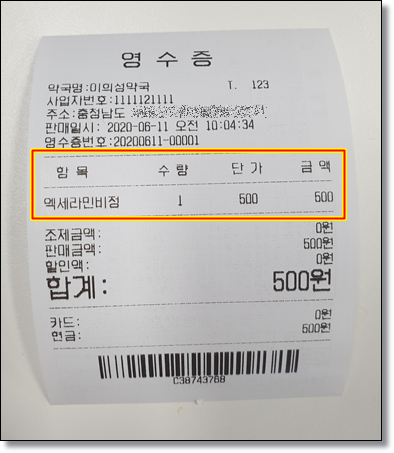 영 수 증
약국명:이의섬약국 T. 123
사업자번호:1111121111
주소:충청남도
판매일시: 2020-06-11 오전 10:04:34
영수증번호:20200611-00001
항 목 수 량 단 가 금 액
엑세라민비정 1 500 500
조제금액: 0원
판매금액: 500원
할인액: 0원
합계: 500원
카드: 0원
현금: 500원
C38743768